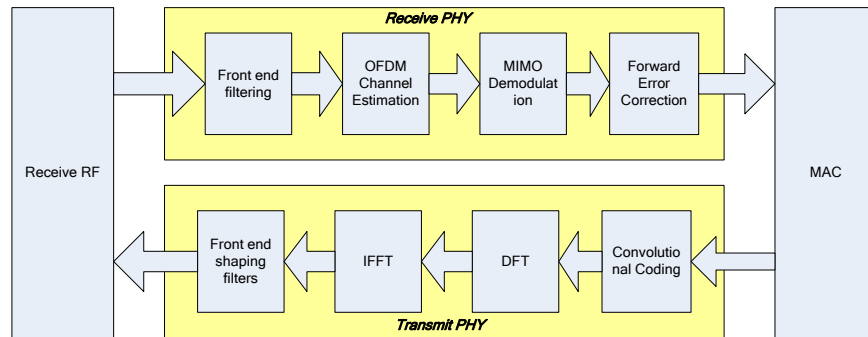 Receive PHY
Front end
filtering
OFDM
Channel
Estimation
MIMO
Demodulat
ion
Forward
Error
Correction
Receive RF
MAC
Front end
shaping
filters
IFFT
DFT
Convolutio
nal Coding
Transmit PHY